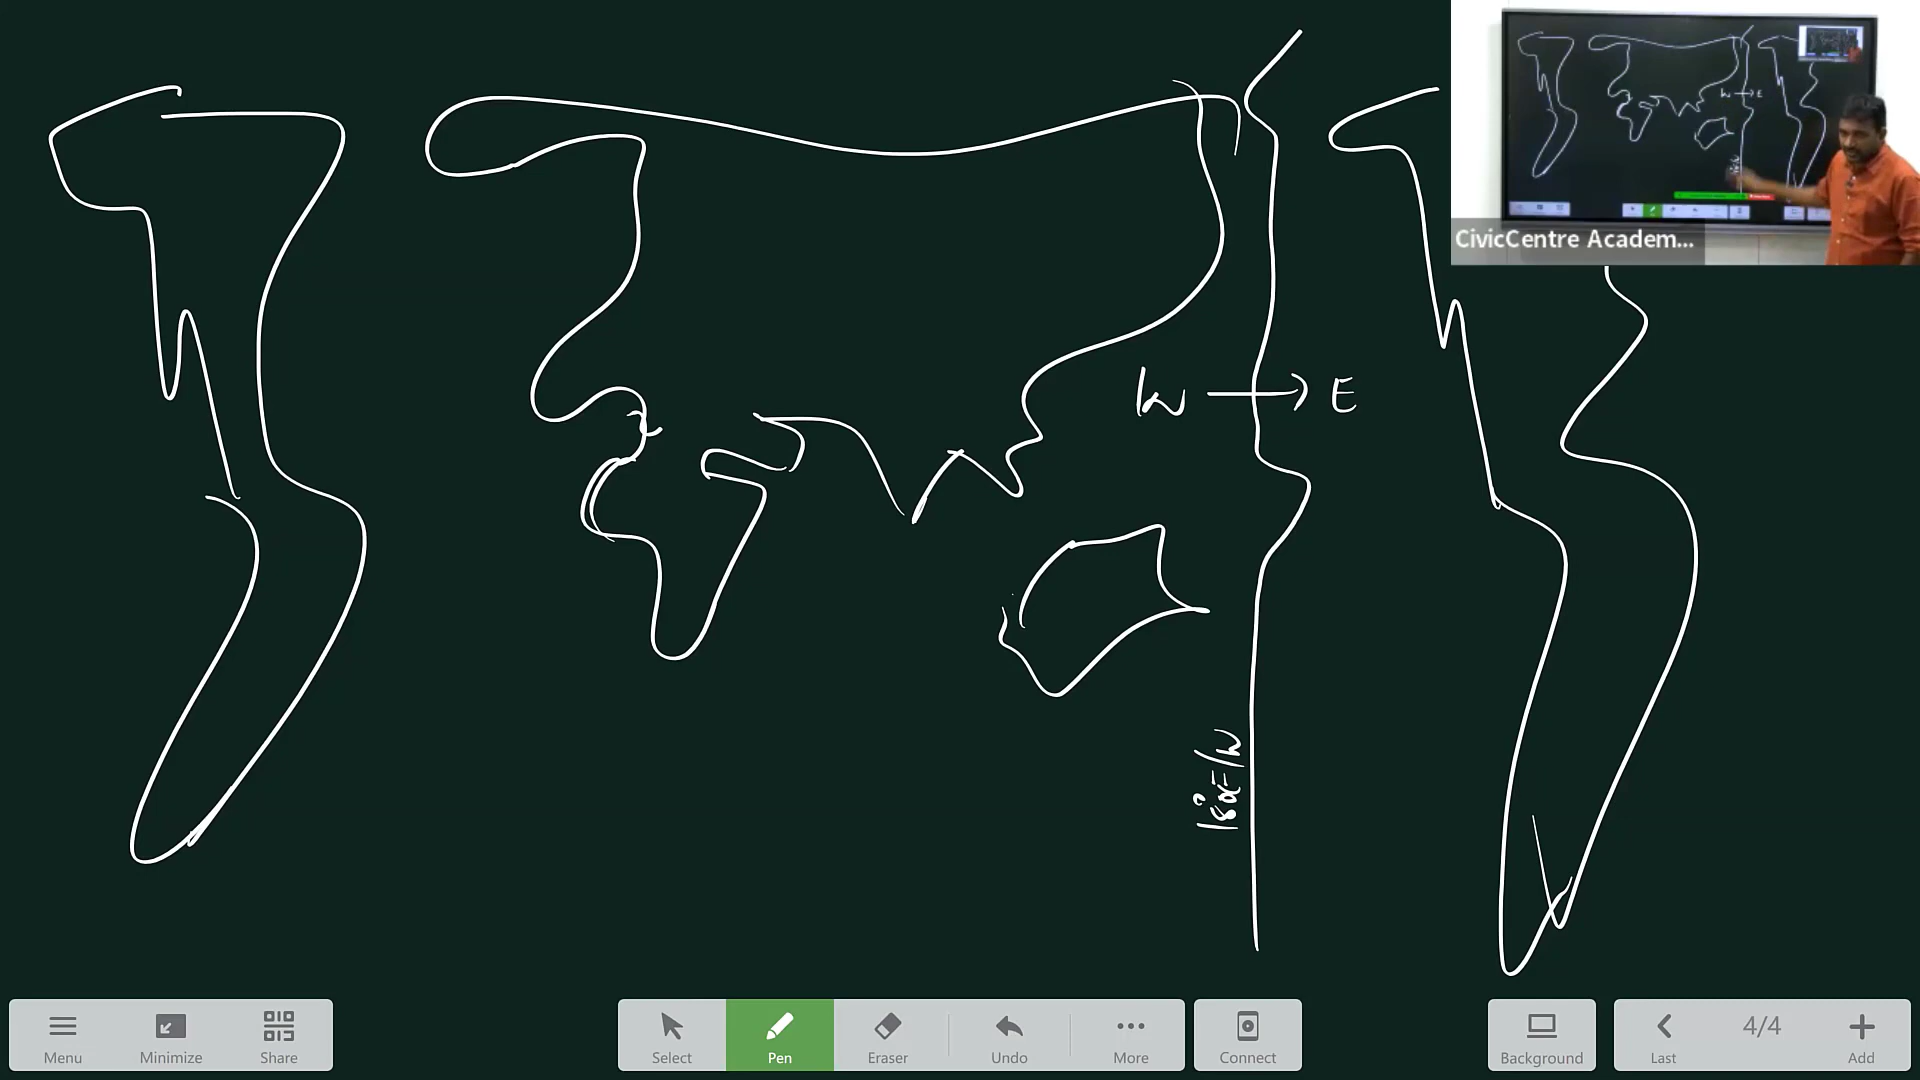 CivicCentre Academ...
W → E
180° E/W
Menu
Minimize
Share
Select
Pen
Eraser
Undo
More
Connect
Background
Last
4/4
Add